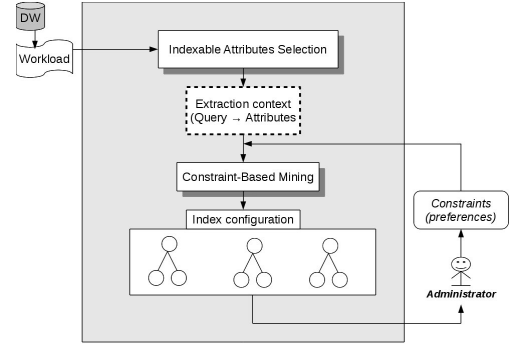 DW
Workload
Indexable Attributes Selection
Extraction context
(Query → Attributes
Constraint-Based Mining
Index configuration
Constraints
(preferences)
Administrator